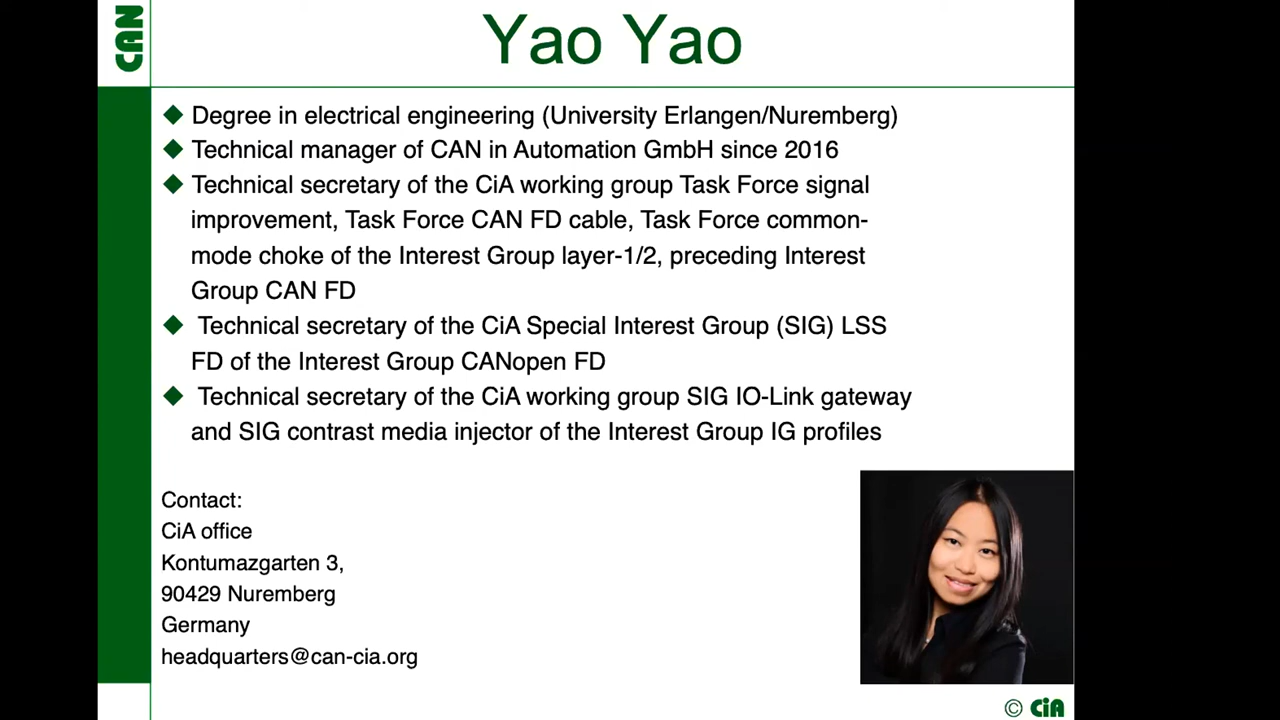 CAN
Yao Yao
Degree in electrical engineering (University Erlangen/Nuremberg)
Technical manager of CAN in Automation GmbH since 2016
Technical secretary of the CiA working group Task Force signal
improvement, Task Force CAN FD cable, Task Force common-
mode choke of the Interest Group layer-1/2, preceding Interest
Group CAN FD
Technical secretary of the CiA Special Interest Group (SIG) LSS
FD of the Interest Group CANopen FD
Technical secretary of the CiA working group SIG IO-Link gateway
and SIG contrast media injector of the Interest Group IG profiles
Contact:
CiA office
Kontumazgarten 3,
90429 Nuremberg
Germany
headquarters@can-cia.org
© CiA